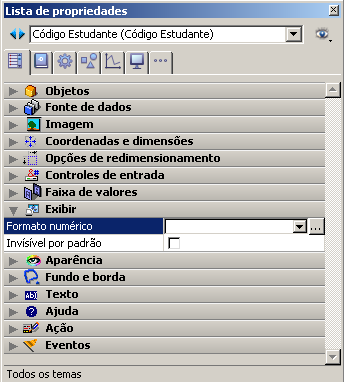 Lista de propriedades
Código Estudante (Código Estudante)
Objetos
Fonte de dados
Imagem
Coordenadas e dimensões
Opções de redimensionamento
Controles de entrada
Faixa de valores
Exibir
Formato numérico
...
Invisível por padrão
Aparência
Fundo e borda
Texto
Ajuda
Ação
Eventos
Todos os temas